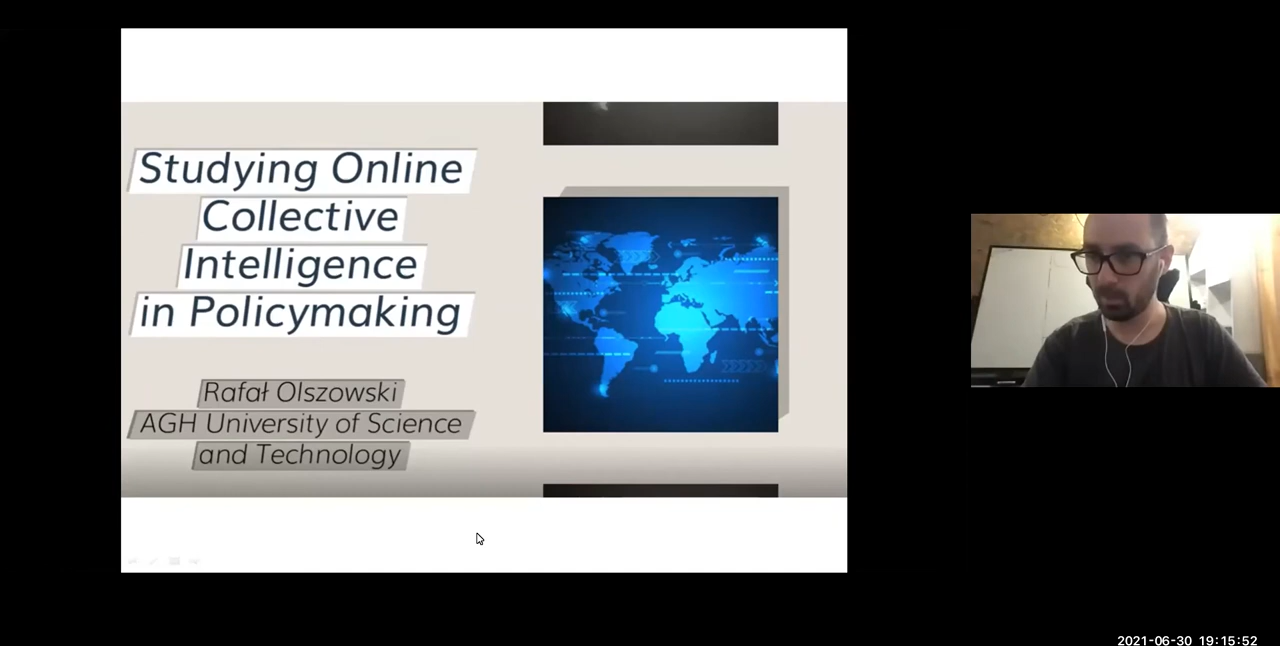 Studying Online
Collective
Intelligence
in Policymaking
Rafał Olszowski
AGH University of Science
and Technology
2021-06-30 19:15:52